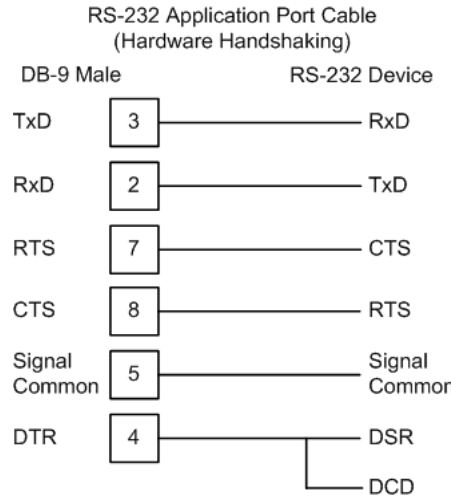 RS-232 Application Port Cable
(Hardware Handshaking)
DB-9 Male RS-232 Device
TxD 3 RxD
RxD 2 TxD
RTS 7 CTS
CTS 8 RTS
Signal Common 5 Signal Common
DTR 4 DSR
DCD